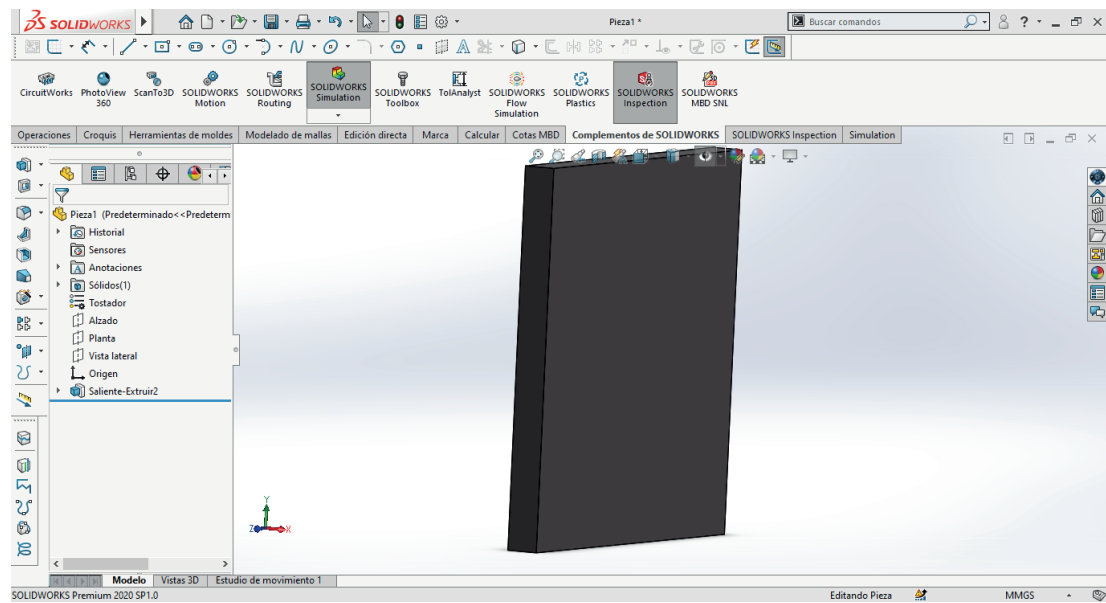 SOLIDWORKS
Pieza1 *
Buscar comandos
?
CircuitWorks
PhotoView 360
ScanTo3D
SOLIDWORKS Motion
SOLIDWORKS Routing
SOLIDWORKS Simulation
SOLIDWORKS Toolbox
TolAnalyst
SOLIDWORKS Flow Simulation
SOLIDWORKS Plastics
SOLIDWORKS Inspection
SOLIDWORKS MBD SNL
Operaciones Croquis Herramientas de moldes Modelado de mallas Edición directa Marca Calcular Cotas MBD Complementos de SOLIDWORKS SOLIDWORKS Inspection Simulation
Pieza1 (Predeterminado<<Predeterm
Historial
Sensores
Anotaciones
Sólidos(1)
Tostador
Alzado
Planta
Vista lateral
Origen
Saliente-Extruir2
Y
Z X
Modelo Vistas 3D Estudio de movimiento 1
SOLIDWORKS Premium 2020 SP1.0 Editando Pieza MMGS